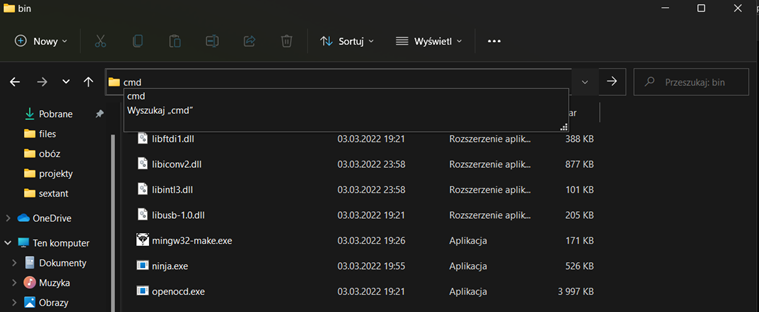 bin
Nowy
Sortuj
Wyświetl
cmd
Przeszukaj: bin
cmd
Wyszukaj „cmd”
Pobrane
files
obóz
projekty
sextant
OneDrive
Ten komputer
Dokumenty
Muzyka
Obrazy
ar
libftdi1.dll 03.03.2022 19:21 Rozszerzenie aplik... 388 KB
libiconv2.dll 03.03.2022 23:58 Rozszerzenie aplik... 877 KB
libintl3.dll 03.03.2022 23:58 Rozszerzenie aplik... 101 KB
libusb-1.0.dll 03.03.2022 19:21 Rozszerzenie aplik... 205 KB
mingw32-make.exe 03.03.2022 19:26 Aplikacja 171 KB
ninja.exe 03.03.2022 19:55 Aplikacja 526 KB
openocd.exe 03.03.2022 19:21 Aplikacja 3 997 KB